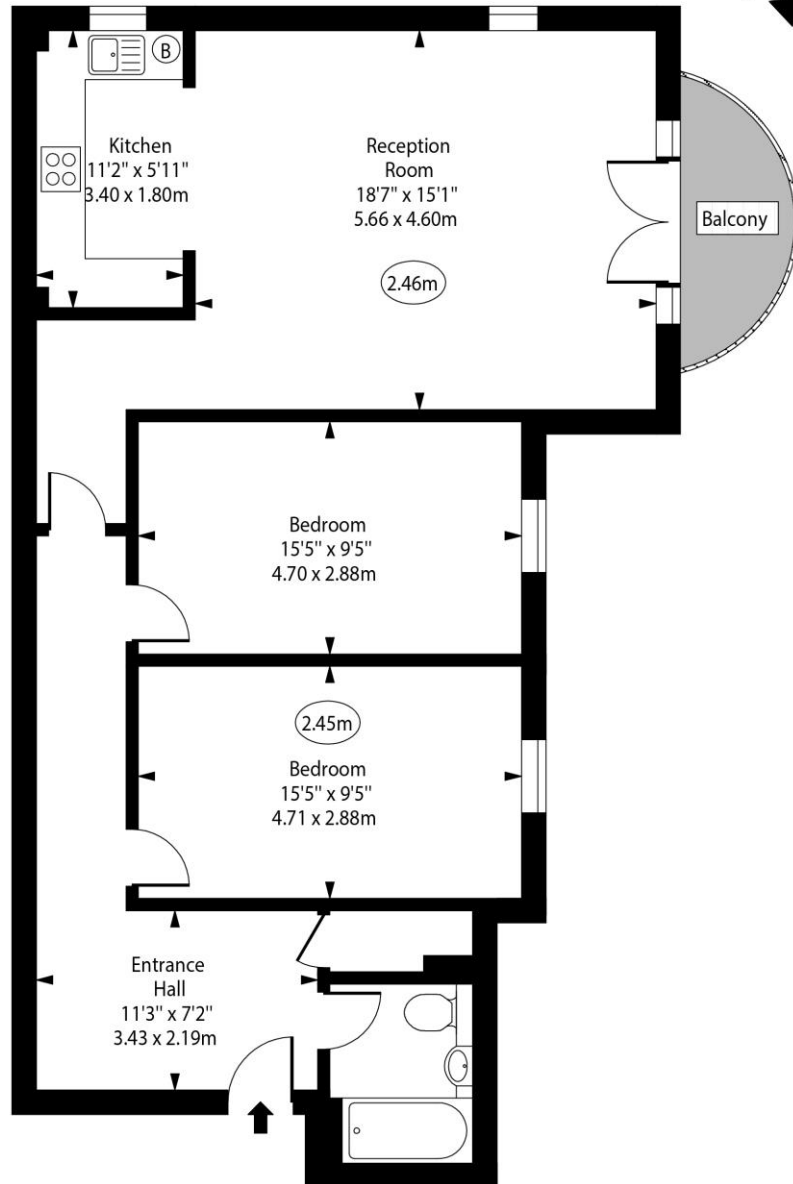 B
Kitchen
11'2" x 5'11"
3.40 x 1.80m
Reception
Room
18'7" x 15'1"
5.66 x 4.60m
2.46m
Balcony
Bedroom
15'5" x 9'5"
4.70 x 2.88m
2.45m
Bedroom
15'5" x 9'5"
4.71 x 2.88m
Entrance
Hall
11'3" x 7'2"
3.43 x 2.19m